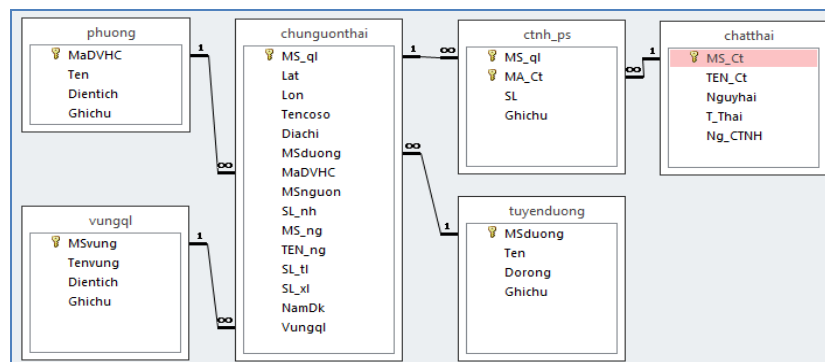 phuong
MaDVHC
Ten
Dientich
Ghichu
chunguonthai
MS_ql
Lat
Lon
Tencoso
Diachi
MSduong
MaDVHC
MSnguon
SL_nh
MS_ng
TEN_ng
SL_tl
SL_xl
NamDk
Vungql
ctnh_ps
MS_ql
MA_Ct
SL
Ghichu
chatthai
MS_Ct
TEN_Ct
Nguyhai
T_Thai
Ng_CTNH
vungql
MSvung
Tenvung
Dientich
Ghichu
tuyenduong
MSduong
Ten
Dorong
Ghichu
1
∞
1
∞
1
∞
1
∞
∞
1